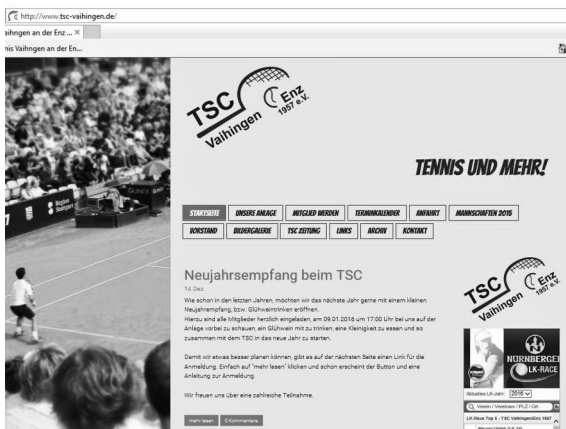 http://www.tsc-vaihingen.de/
aihingen an der Enz ... ×
nis Vaihngen an der En...
TSC
Vaihingen
Enz
1957 e.V.
TENNIS UND MEHR!
STARTSEITE UNSERE ANLAGE MITGLIED WERDEN TERMINKALENDER ANFAHRT MANNSCHAFTEN 2015
VORSTAND BILDERGALERIE TSC ZEITUNG LINKS ARCHIV KONTAKT
Region
Stuttgart
Neujahrsempfang beim TSC
14 Dez
Wie schon in den letzten Jahren, möchten wir das nächste Jahr gerne mit einem kleinen
Neujahrempfang, bzw. Glühweintrinken eröffnen.
Hierzu sind alle Mitglieder herzlich eingeladen, am 09.01.2016 um 17:00 Uhr bei uns auf der
Anlage vorbei zu schauen, ein Glühwein mit zu trinken, eine Kleinigkeit zu essen und so
zusammen mit dem TSC in das neue Jahr zu starten.
Damit wir etwas besser planen können, gibt es auf der nächsten Seite einen Link für die
Anmeldung. Einfach auf "mehr lesen" klicken und schon erscheint der Button und eine
Anleitung zur Anmeldung.
Wir freuen uns über eine zahlreiche Teilnahme.
mehr lesen 0 Kommentare
TSC
Vaihingen
Enz
1957 e.V.
NÜRNBERGER
LK-RACE
Aktuelles LK-Jahr: 2016
Verein / Vereinsnr / PLZ / Ort
LK-Race Top 5 - TSC Vaihingen/Enz 1957